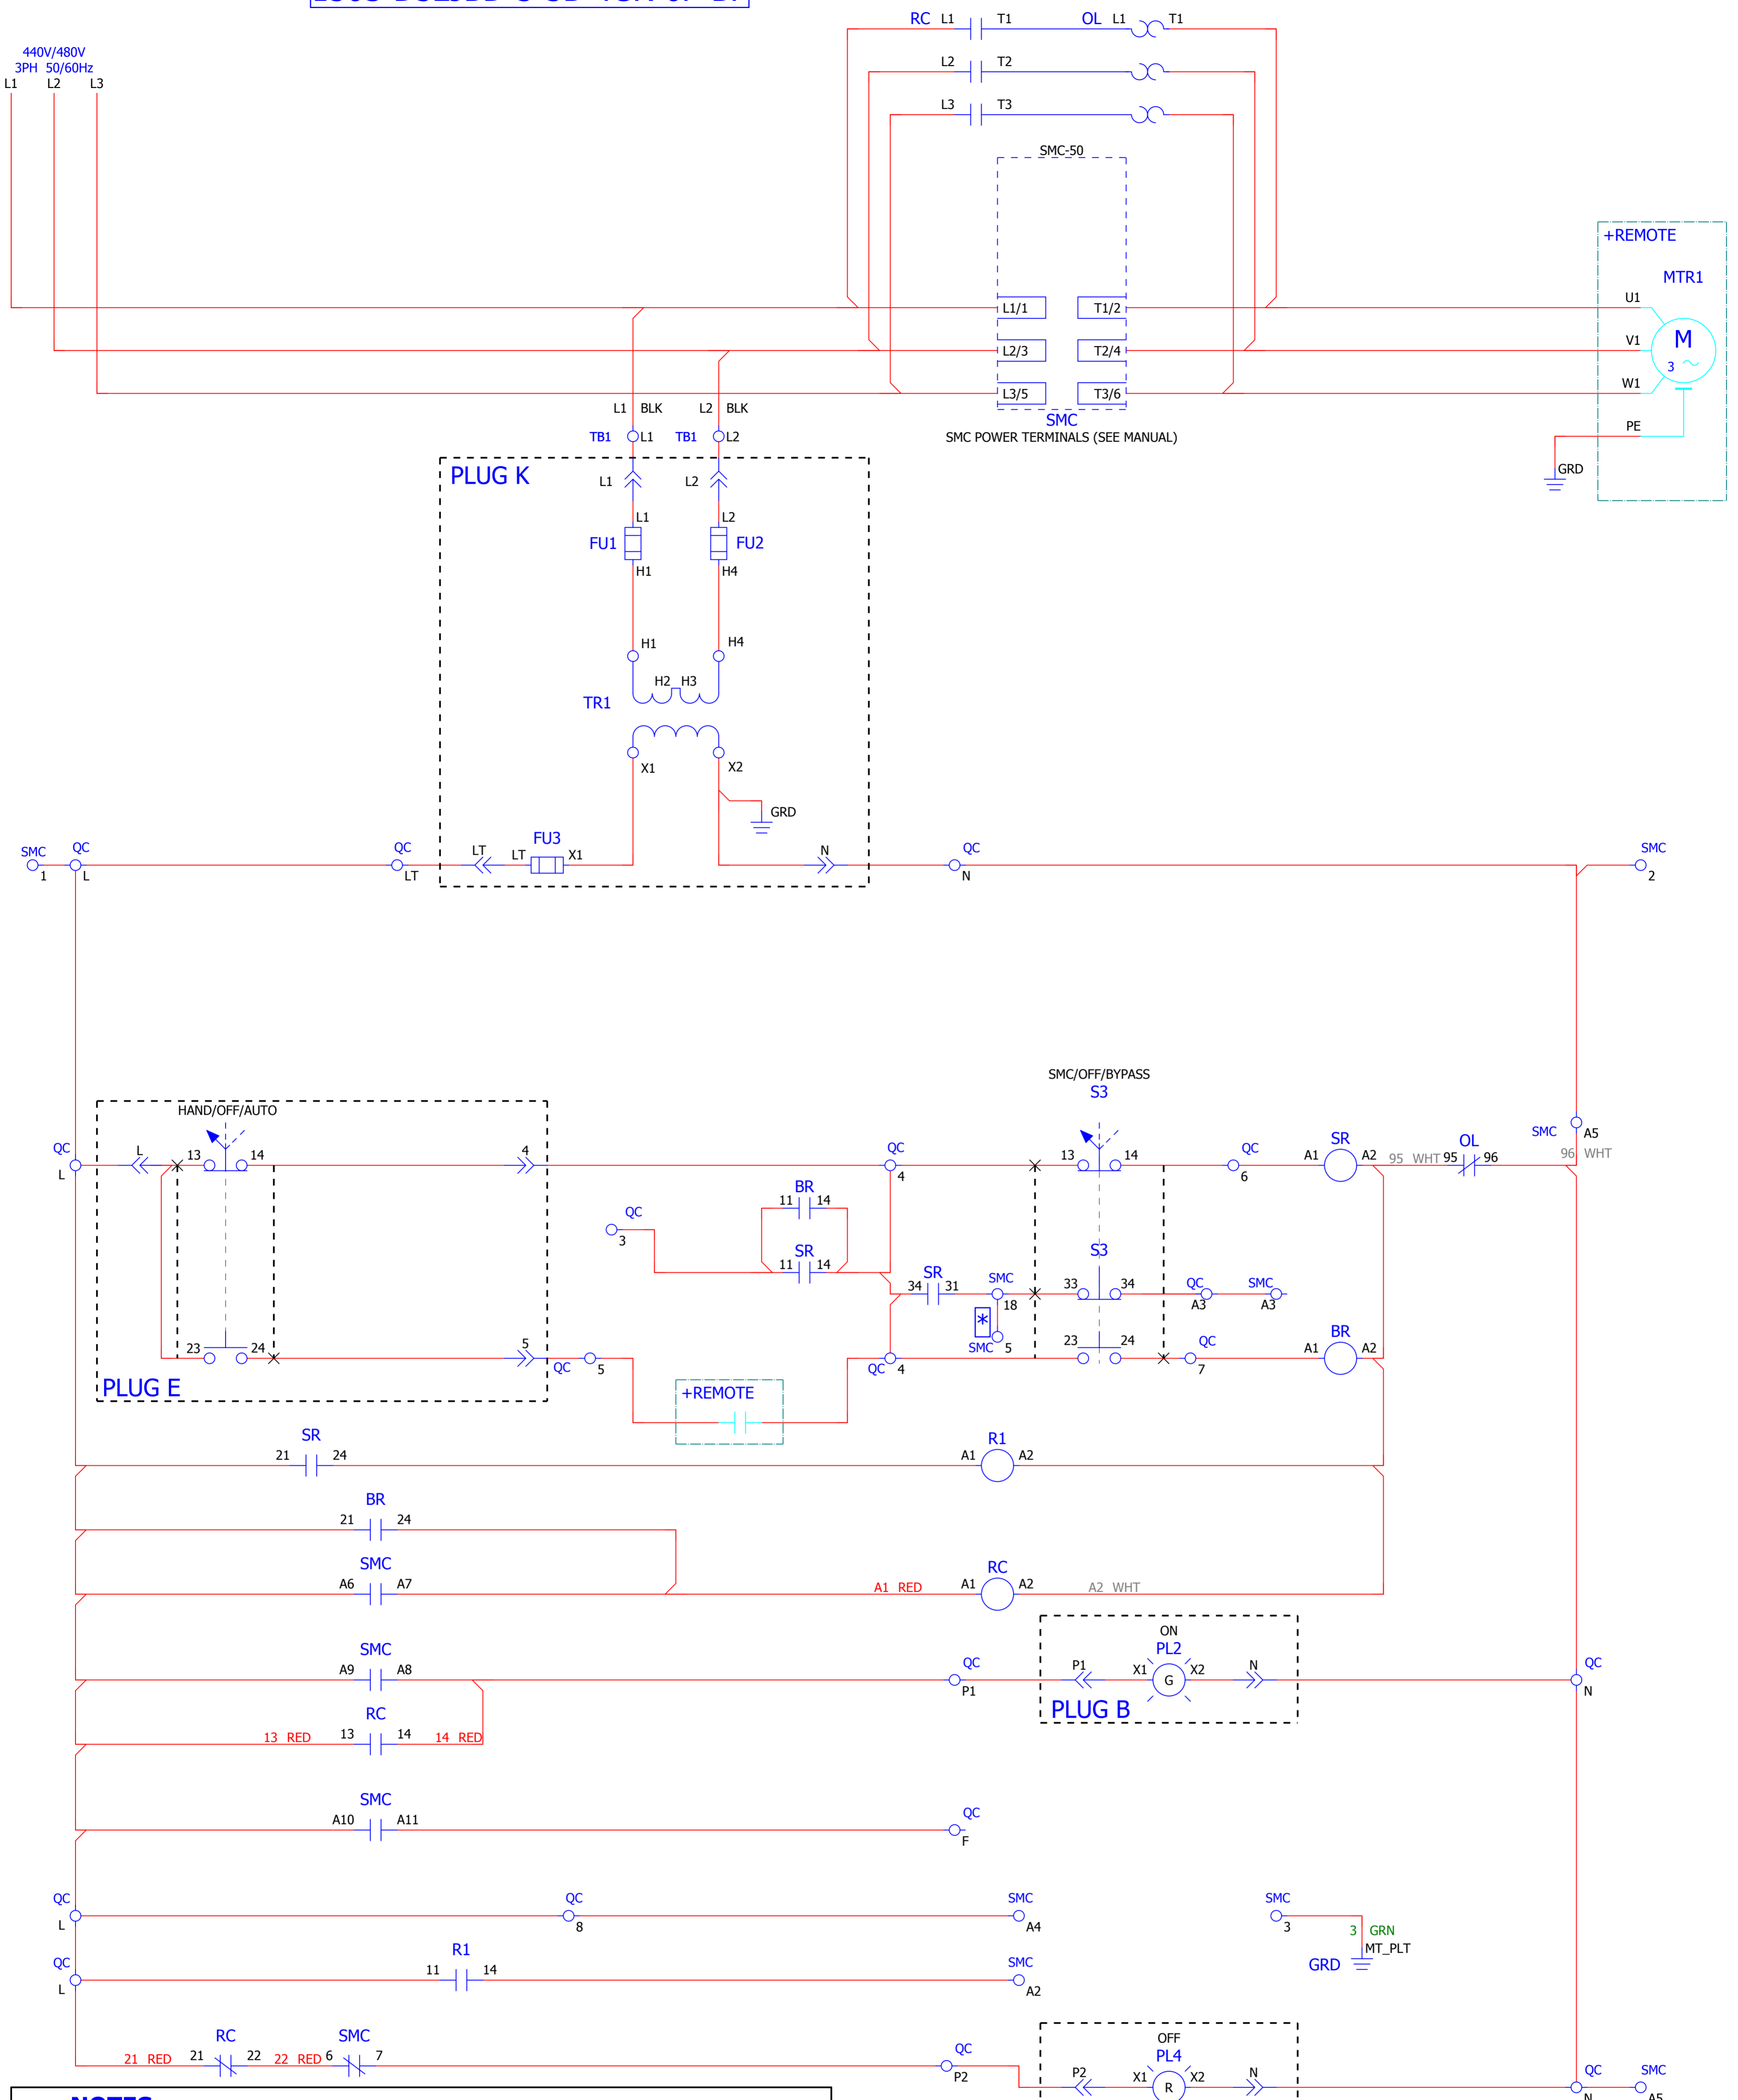 440V/480V
3PH 50/60Hz
L1 L2 L3
RC L1 T1 OL L1 T1
L2 T2
L3 T3
SMC-50
+REMOTE
MTR1
L1/1 T1/2 U1
L2/3 T2/4 V1 M
3
L3/5 T3/6 W1
L1 BLK L2 BLK
SMC
PE
TB1 L1 TB1 L2
SMC POWER TERMINALS (SEE MANUAL)
PLUG K
L1 L2
GRD
L1 L2
FU1 FU2
H1 H4
H1 H4
H2 H3
TR1
X1 X2
GRD
FU3
SMC QC QC LT LT X1 N QC SMC
1 L LT N 2
SMC/OFF/BYPASS
S3
HAND/OFF/AUTO
SMC A5
QC L 13 14 4 QC 13 14 QC SR OL
A1 A2 95 WHT 95 96 96 WHT
L 4 6
BR
11 14
QC
3
SR
11 14
S3
SR
34 31 SMC 33 34 QC SMC
18 A3 A3
*
SMC 5
23 24 5 23 24 QC BR
A1 A2
QC 5 QC 4 7
PLUG E
+REMOTE
SR
21 24
R1
A1 A2
BR
21 24
SMC
A6 A7
RC
A1 RED A1 A2 A2 WHT
ON
SMC
A9 A8
QC P1 X1 PL2 X2 N QC
P1 G N
PLUG B
RC
13 RED 13 14 14 RED
SMC
A10 A11
QC
F
QC QC SMC SMC
L 8 A4 3
3 GRN
MT_PLT
GRD
QC R1 SMC
L 11 14 A2
OFF
RC SMC
21 RED 21 22 22 RED 6 7
QC P2 X1 PL4 X2 N QC SMC
P2 R